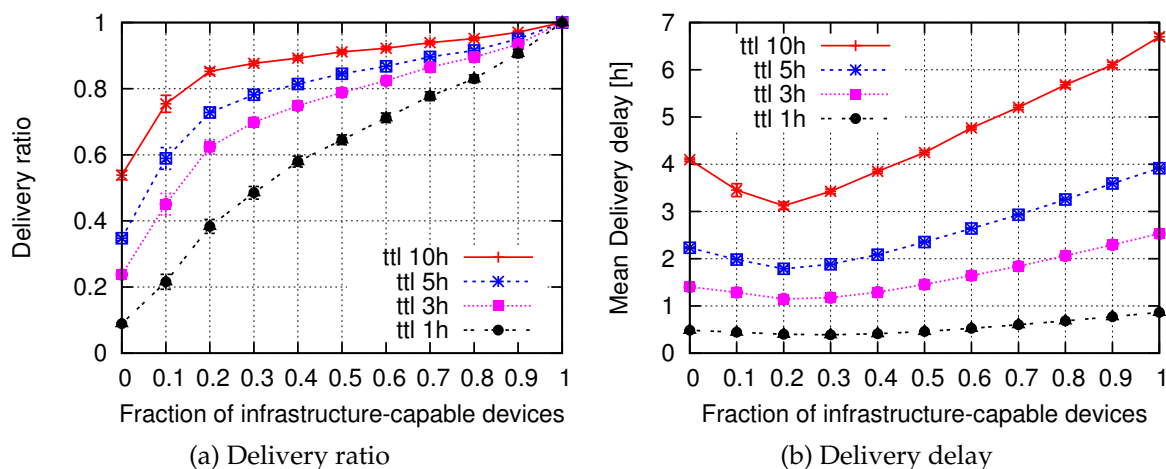 1
0.8
0.6
0.4
0.2
0
Delivery ratio
ttl 10h
ttl 5h
ttl 3h
ttl 1h
0 0.1 0.2 0.3 0.4 0.5 0.6 0.7 0.8 0.9 1
Fraction of infrastructure-capable devices
(a) Delivery ratio
7
6
5
4
3
2
1
0
Mean Delivery delay [h]
ttl 10h
ttl 5h
ttl 3h
ttl 1h
0 0.1 0.2 0.3 0.4 0.5 0.6 0.7 0.8 0.9 1
Fraction of infrastructure-capable devices
(b) Delivery delay